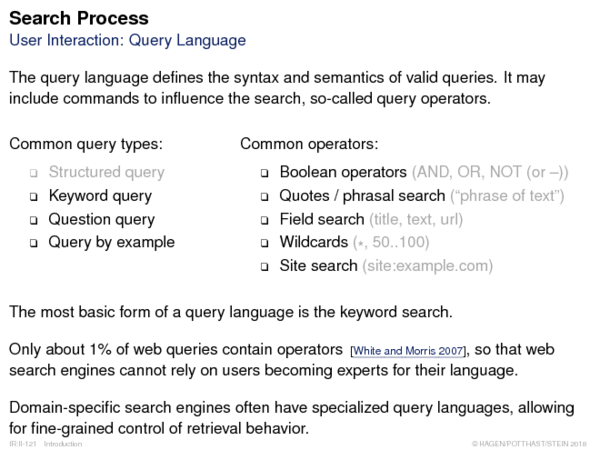 Search Process
User Interaction: Query Language
The query language defines the syntax and semantics of valid queries. It may
include commands to influence the search, so-called query operators.
Common query types:
❑ Structured query
❑ Keyword query
❑ Question query
❑ Query by example
Common operators:
❑ Boolean operators (AND, OR, NOT (or –))
❑ Quotes / phrasal search (“phrase of text”)
❑ Field search (title, text, url)
❑ Wildcards (*, 50..100)
❑ Site search (site:example.com)
The most basic form of a query language is the keyword search.
Only about 1% of web queries contain operators [White and Morris 2007], so that web
search engines cannot rely on users becoming experts for their language.
Domain-specific search engines often have specialized query languages, allowing
for fine-grained control of retrieval behavior.
IR:I-121 Introduction © HAGEN/POTTHAST/STEIN 2018